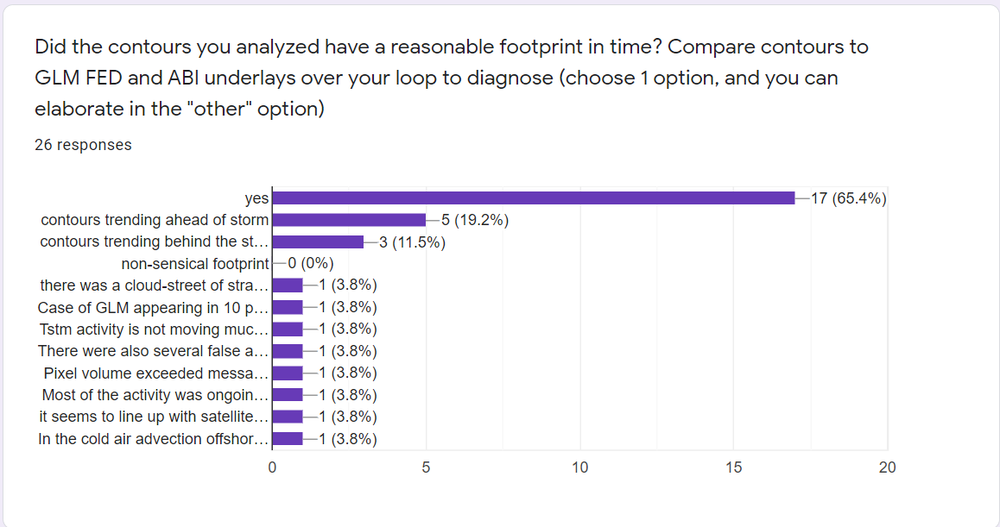 Did the contours you analyzed have a reasonable footprint in time? Compare contours to
GLM FED and ABI underlays over your loop to diagnose (choose 1 option, and you can
elaborate in the "other" option)
26 responses
yes 17 (65.4%)
contours trending ahead of storm 5 (19.2%)
contours trending behind the st... 3 (11.5%)
non-sensical footprint 0 (0%)
there was a cloud-street of stra... 1 (3.8%)
Case of GLM appearing in 10 p... 1 (3.8%)
Tstm activity is not moving muc... 1 (3.8%)
There were also several false a... 1 (3.8%)
Pixel volume exceeded messa... 1 (3.8%)
Most of the activity was ongoin... 1 (3.8%)
it seems to line up with satellite... 1 (3.8%)
In the cold air advection offshor... 1 (3.8%)
0 5 10 15 20